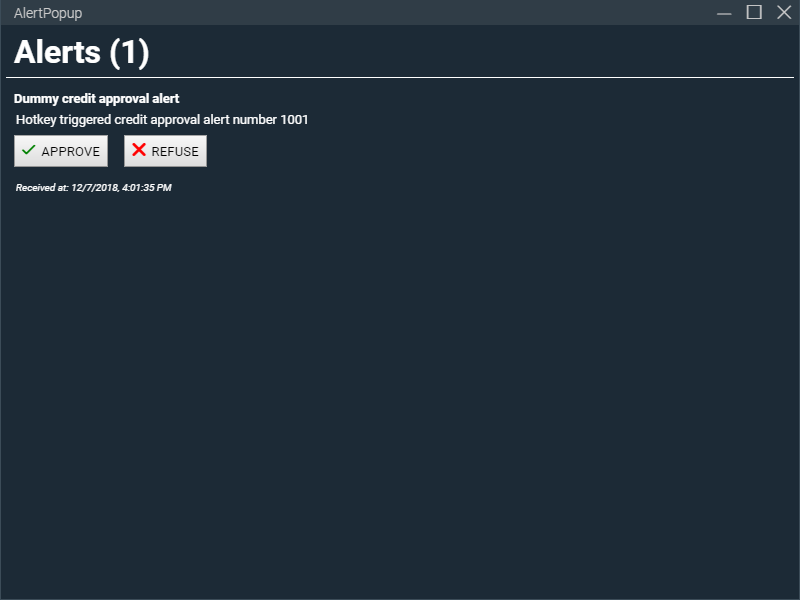 AlertPopup
Alerts (1)
Dummy credit approval alert
Hotkey triggered credit approval alert number 1001
APPROVE REFUSE
Received at: 12/7/2018, 4:01:35 PM